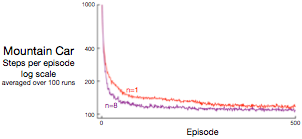 1000
400
200
100
Mountain Car
Steps per episode
log scale
averaged over 100 runs
n=1
n=8
0
500
Episode